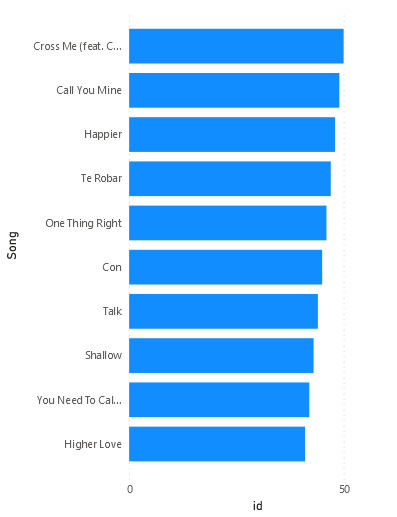 Cross Me (feat. C...
Call You Mine
Happier
Te Robar
One Thing Right
Con
Talk
Shallow
You Need To Cal...
Higher Love
Song
0
50
id